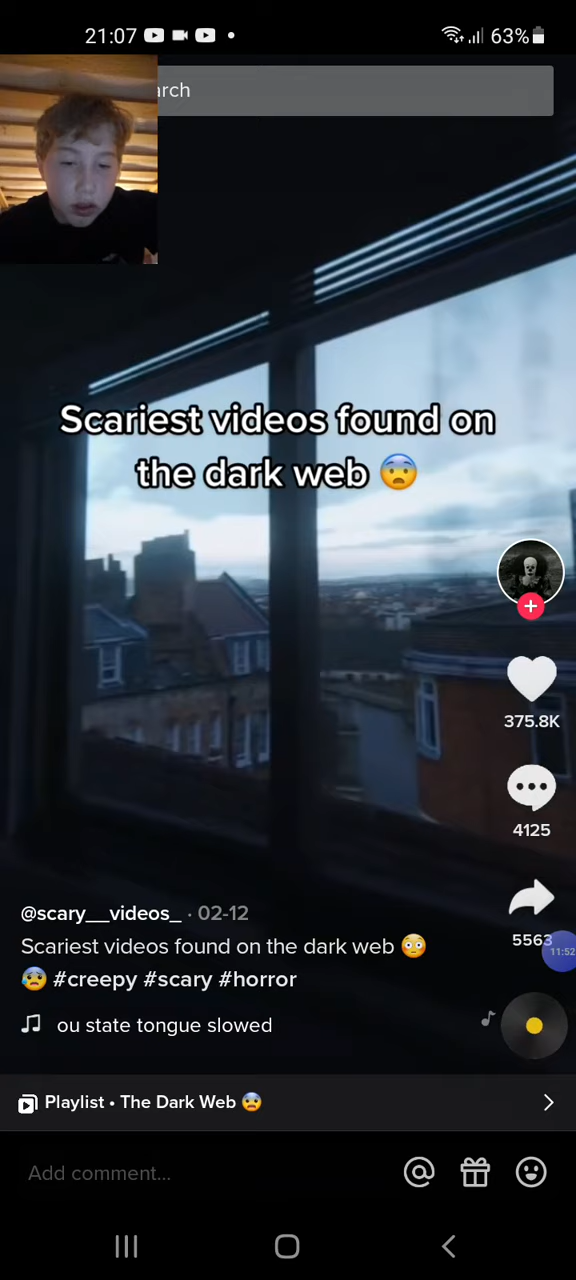 21:07
63%
arch
Scariest videos found on
the dark web 😨
375.8K
4125
5563
11:52
@scary__videos_ · 02-12
Scariest videos found on the dark web 😳
😰 #creepy #scary #horror
ou state tongue slowed
Playlist • The Dark Web 😨
Add comment...